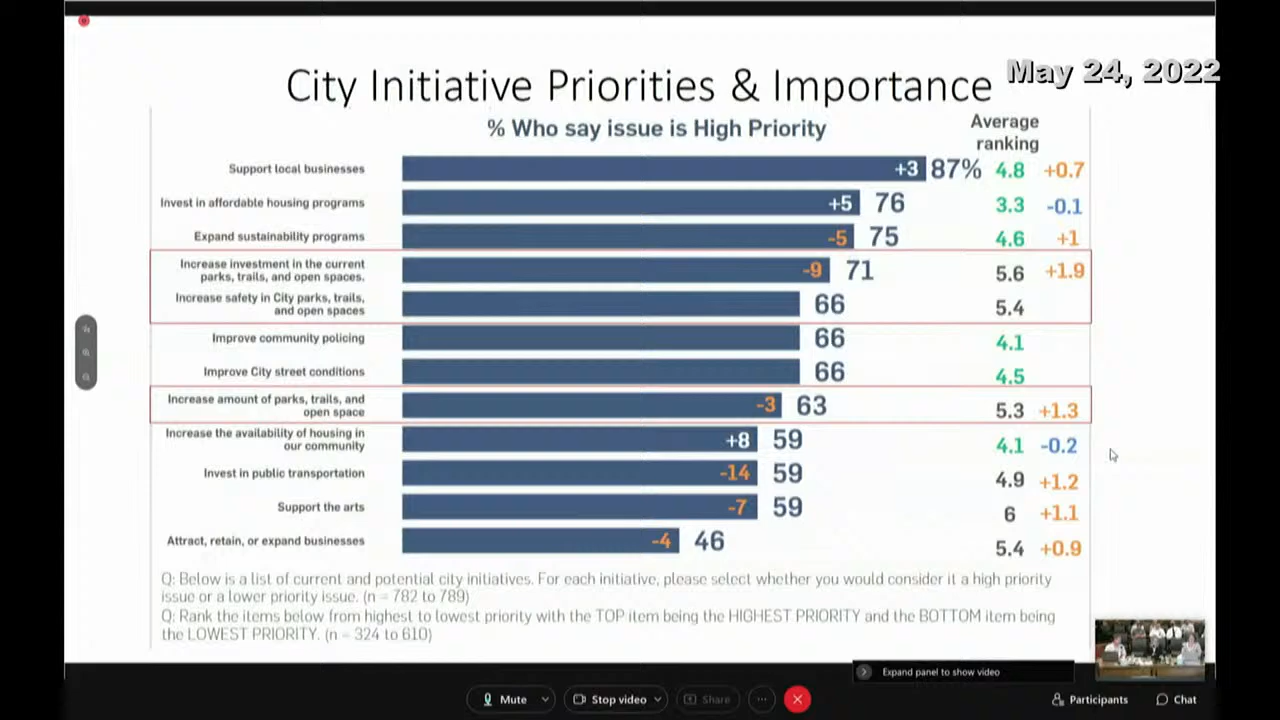 May 24, 2022
City Initiative Priorities & Importance
% Who say issue is High Priority
Average
ranking
Support local businesses +3 87% 4.8 +0.7
Invest in affordable housing programs +5 76 3.3 -0.1
Expand sustainability programs -5 75 4.6 +1
Increase investment in the current
parks, trails, and open spaces. -9 71 5.6 +1.9
Increase safety in City parks, trails,
and open spaces 66 5.4
Improve community policing 66 4.1
Improve City street conditions 66 4.5
Increase amount of parks, trails, and
open space -3 63 5.3 +1.3
Increase the availability of housing in
our community +8 59 4.1 -0.2
Invest in public transportation -14 59 4.9 +1.2
Support the arts -7 59 6 +1.1
Attract, retain, or expand businesses -4 46 5.4 +0.9
Q: Below is a list of current and potential city initiatives. For each initiative, please select whether you would consider it a high priority
issue or a lower priority issue. (n = 782 to 789)
Q: Rank the items below from highest to lowest priority with the TOP item being the HIGHEST PRIORITY and the BOTTOM item being
the LOWEST PRIORITY. (n = 324 to 610)
Expand panel to show video
Mute Stop video Share Participants Chat